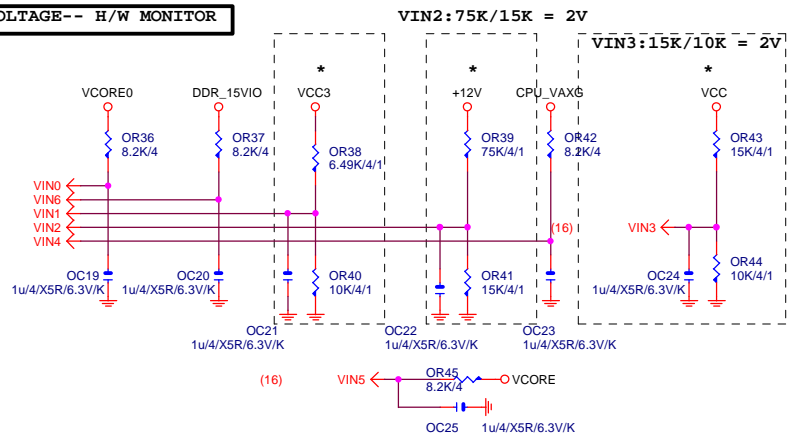 OLTAGE-- H/W MONITOR
VIN2:75K/15K = 2V
VIN3:15K/10K = 2V
* * *
VCORE0 DDR_15VIO VCC3 +12V CPU_VAXG VCC
OR36 8.2K/4
OR37 8.2K/4
OR38 6.49K/4/1
OR39 75K/4/1
OR42 8.2K/4
OR43 15K/4/1
VIN0
VIN6
VIN1
VIN2
VIN4
(16)
VIN3
OC19 1u/4/X5R/6.3V/K
OC20 1u/4/X5R/6.3V/K
OR40 10K/4/1
OR41 15K/4/1
OC24 1u/4/X5R/6.3V/K
OR44 10K/4/1
OC21 1u/4/X5R/6.3V/K
OC22 1u/4/X5R/6.3V/K
OC23 1u/4/X5R/6.3V/K
(16)
VIN5
OR45 8.2K/4
VCORE
OC25 1u/4/X5R/6.3V/K